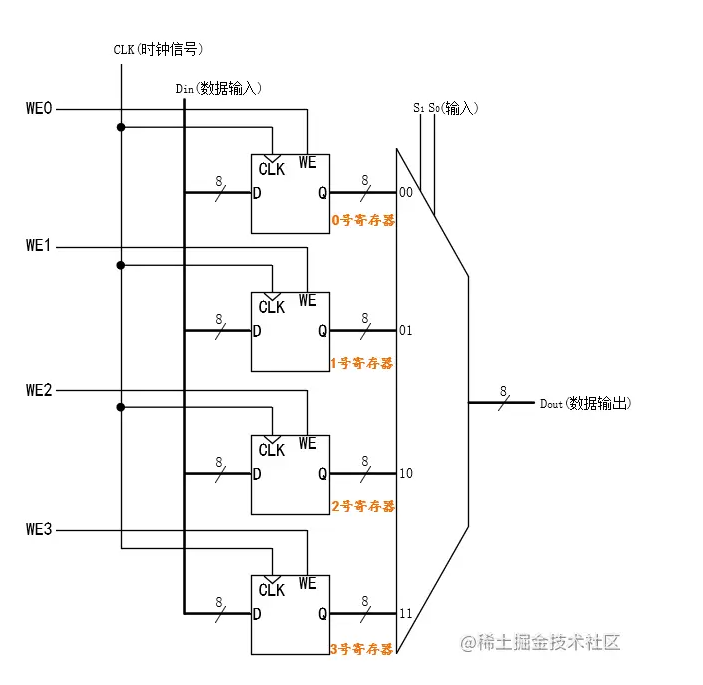 CLK(时钟信号)
Din(数据输入)
WE0
S1 S0(输入)
CLK WE
8 D Q 8 00
0号寄存器
WE1
CLK WE
8 D Q 8 01
1号寄存器
WE2
CLK WE
8 D Q 8 10
2号寄存器
8 Dout(数据输出)
WE3
CLK WE
8 D Q 8 11
3号寄存器
@稀土掘金技术社区